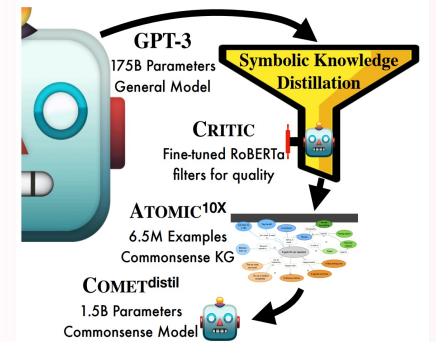 GPT-3
175B Parameters
General Model
Symbolic Knowledge
Distillation
CRITIC
Fine-tuned RoBERTa
filters for quality
ATOMIC10X
6.5M Examples
Commonsense KG
COMETdistil
1.5B Parameters
Commonsense Model